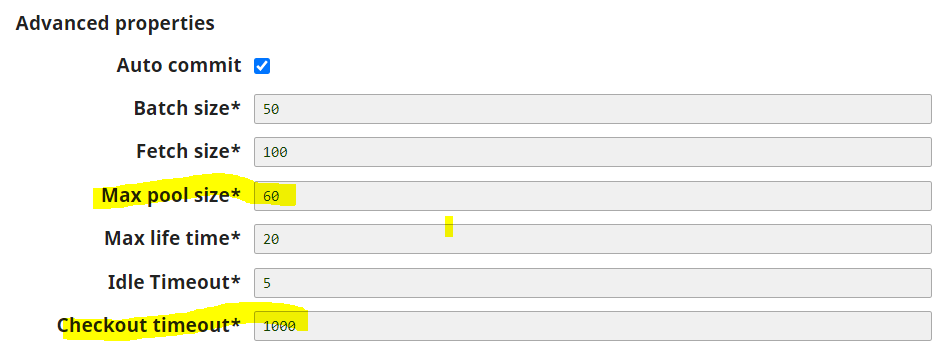 Advanced properties
Auto commit
Batch size* 50
Fetch size* 100
Max pool size* 60
Max life time* 20
Idle Timeout* 5
Checkout timeout* 1000